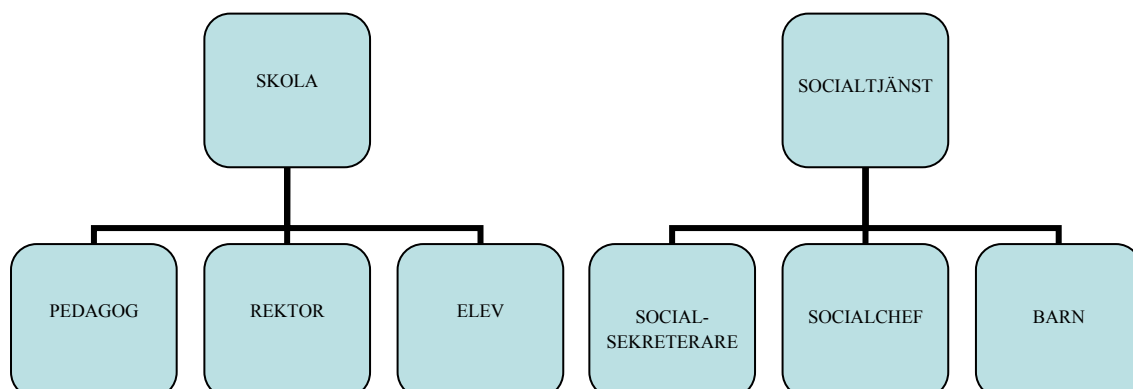 SKOLA
SOCIALTJÄNST
PEDAGOG
REKTOR
ELEV
SOCIAL-
SEKRETERARE
SOCIALCHEF
BARN